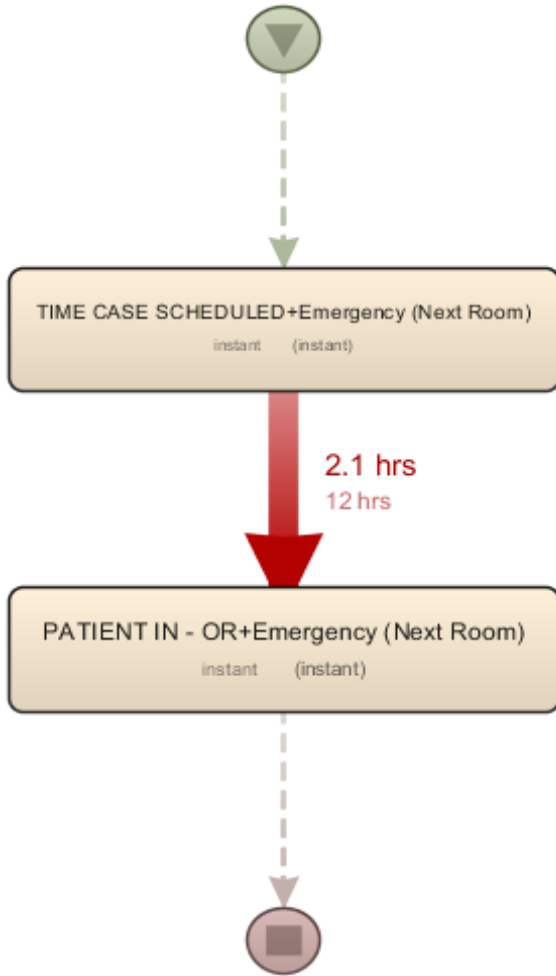 TIME CASE SCHEDULED+Emergency (Next Room)
instant (instant)
2.1 hrs
12 hrs
PATIENT IN - OR+Emergency (Next Room)
instant (instant)